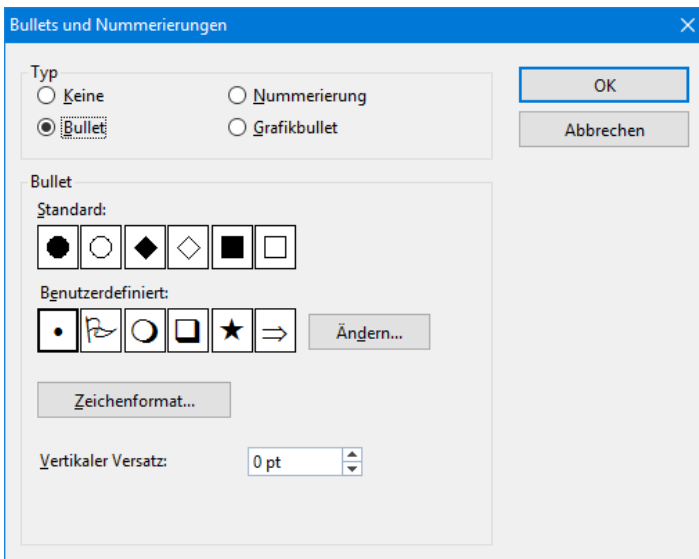 Bullets und Nummerierungen
Typ
Keine
Nummerierung
OK
Bullet
Grafikbullet
Abbrechen
Bullet
Standard:
Benutzerdefiniert:
Ändern...
Zeichenformat...
Vertikaler Versatz:
0 pt